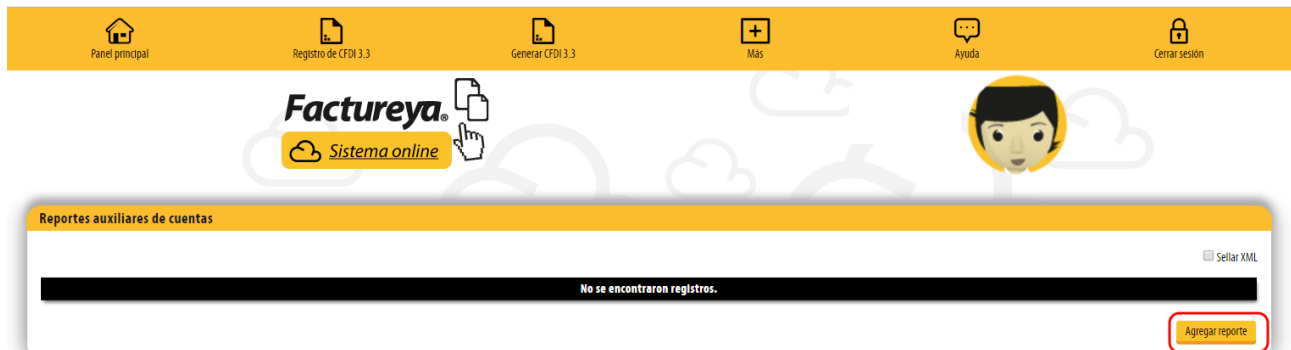 Panel principal
Registro de CFDI 3.3
Generar CFDI 3.3
Más
Ayuda
Cerrar sesión
Factureya®
Sistema online
Reportes auxiliares de cuentas
Sellar XML
No se encontraron registros.
Agregar reporte